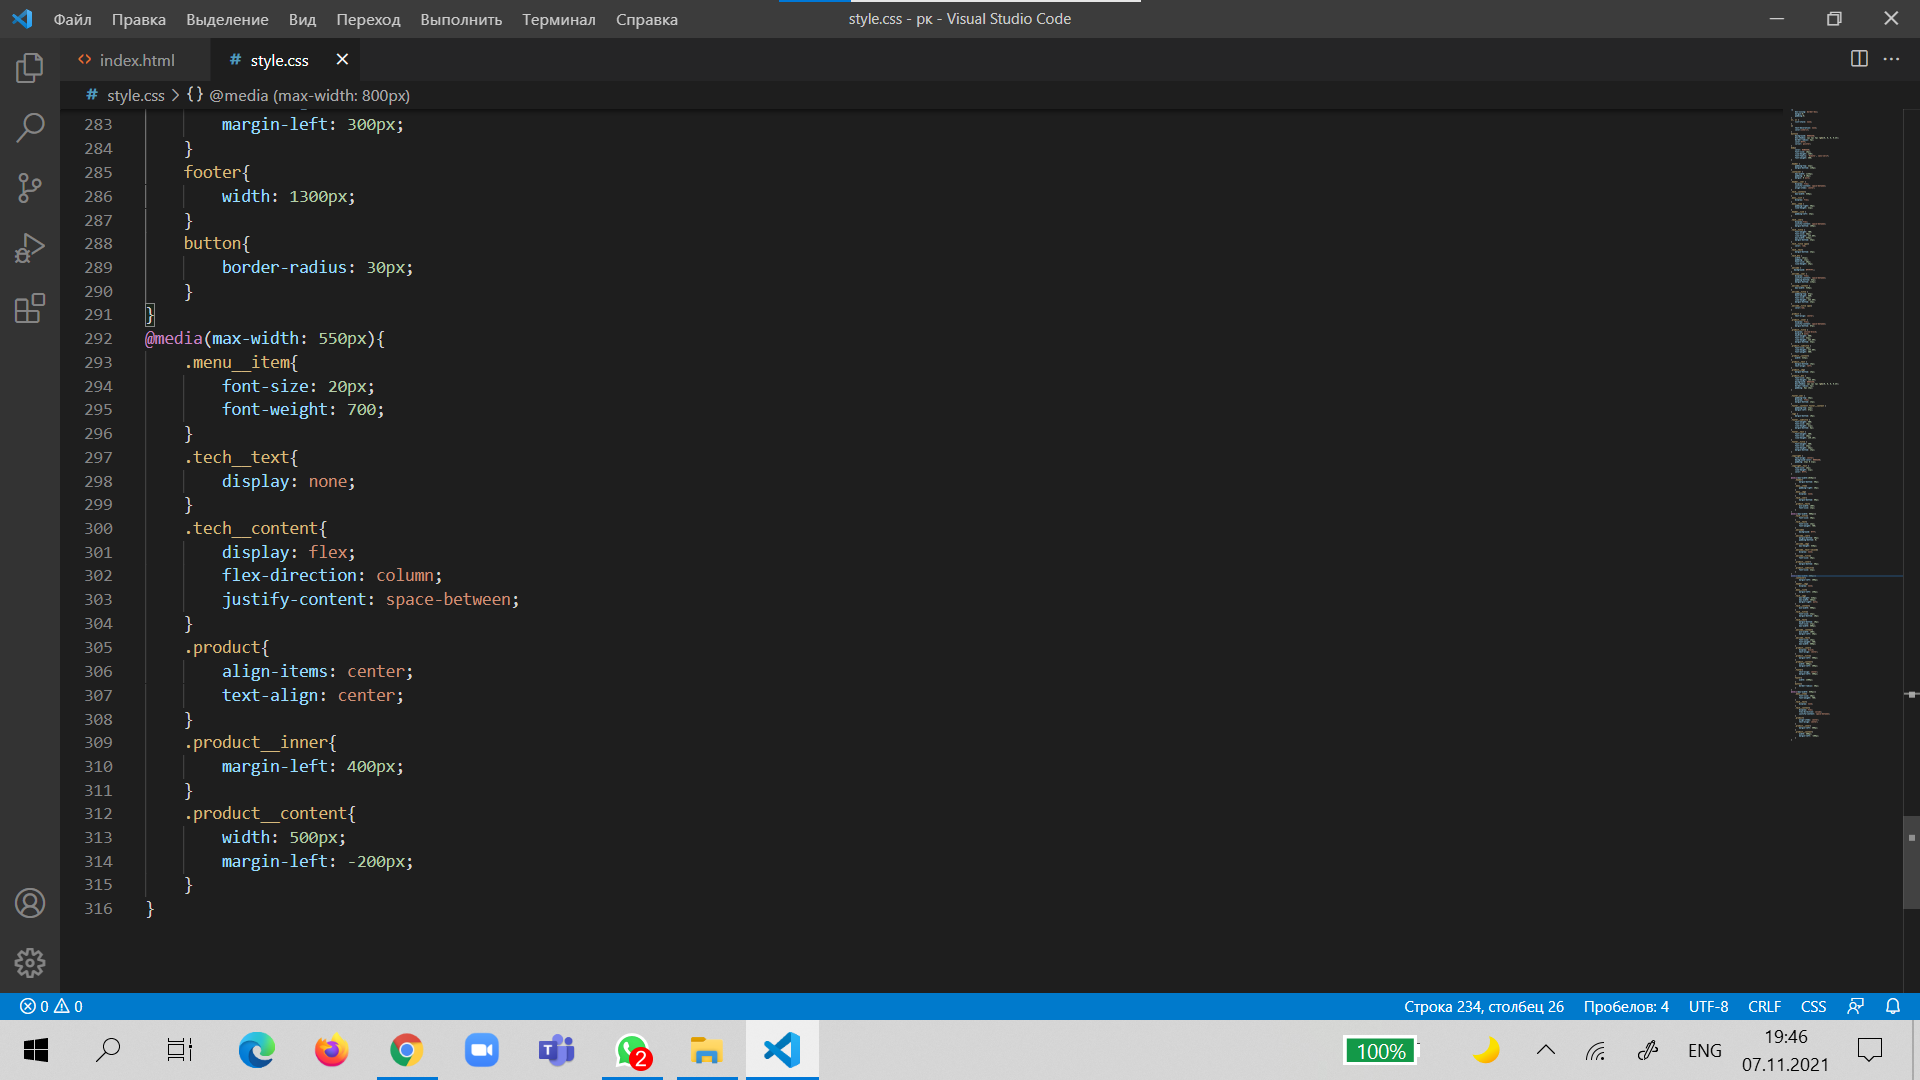 Файл Правка Выделение Вид Переход Выполнить Терминал Справка
style.css - рк - Visual Studio Code
index.html
# style.css
# style.css > {} @media (max-width: 800px)
283 margin-left: 300px;
284 }
285 footer{
286 width: 1300px;
287 }
288 button{
289 border-radius: 30px;
290 }
291 }
292 @media(max-width: 550px){
293 .menu__item{
294 font-size: 20px;
295 font-weight: 700;
296 }
297 .tech__text{
298 display: none;
299 }
300 .tech__content{
301 display: flex;
302 flex-direction: column;
303 justify-content: space-between;
304 }
305 .product{
306 align-items: center;
307 text-align: center;
308 }
309 .product__inner{
310 margin-left: 400px;
311 }
312 .product__content{
313 width: 500px;
314 margin-left: -200px;
315 }
316 }
0 0
Строка 234, столбец 26 Пробелов: 4 UTF-8 CRLF CSS
2
100%
ENG
19:46
07.11.2021